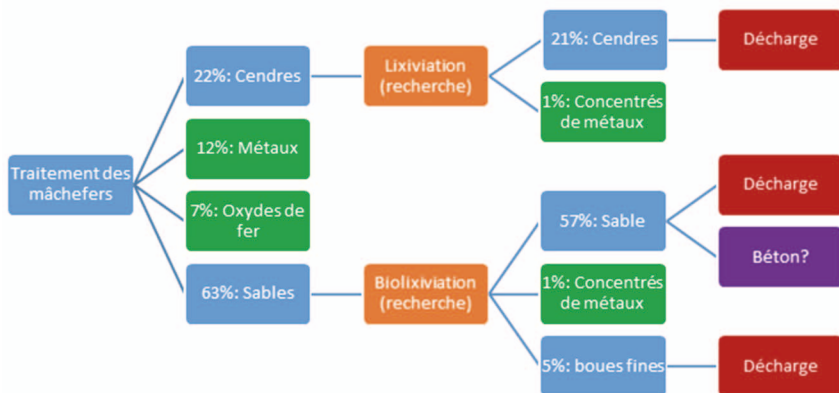 Traitement des
mâchefers
22%: Cendres
12%: Métaux
7%: Oxydes de
fer
63%: Sables
Lixiviation
(recherche)
Biolixiviation
(recherche)
21%: Cendres
1%: Concentrés
de métaux
57%: Sable
1%: Concentrés
de métaux
5%: boues fines
Décharge
Décharge
Béton?
Décharge